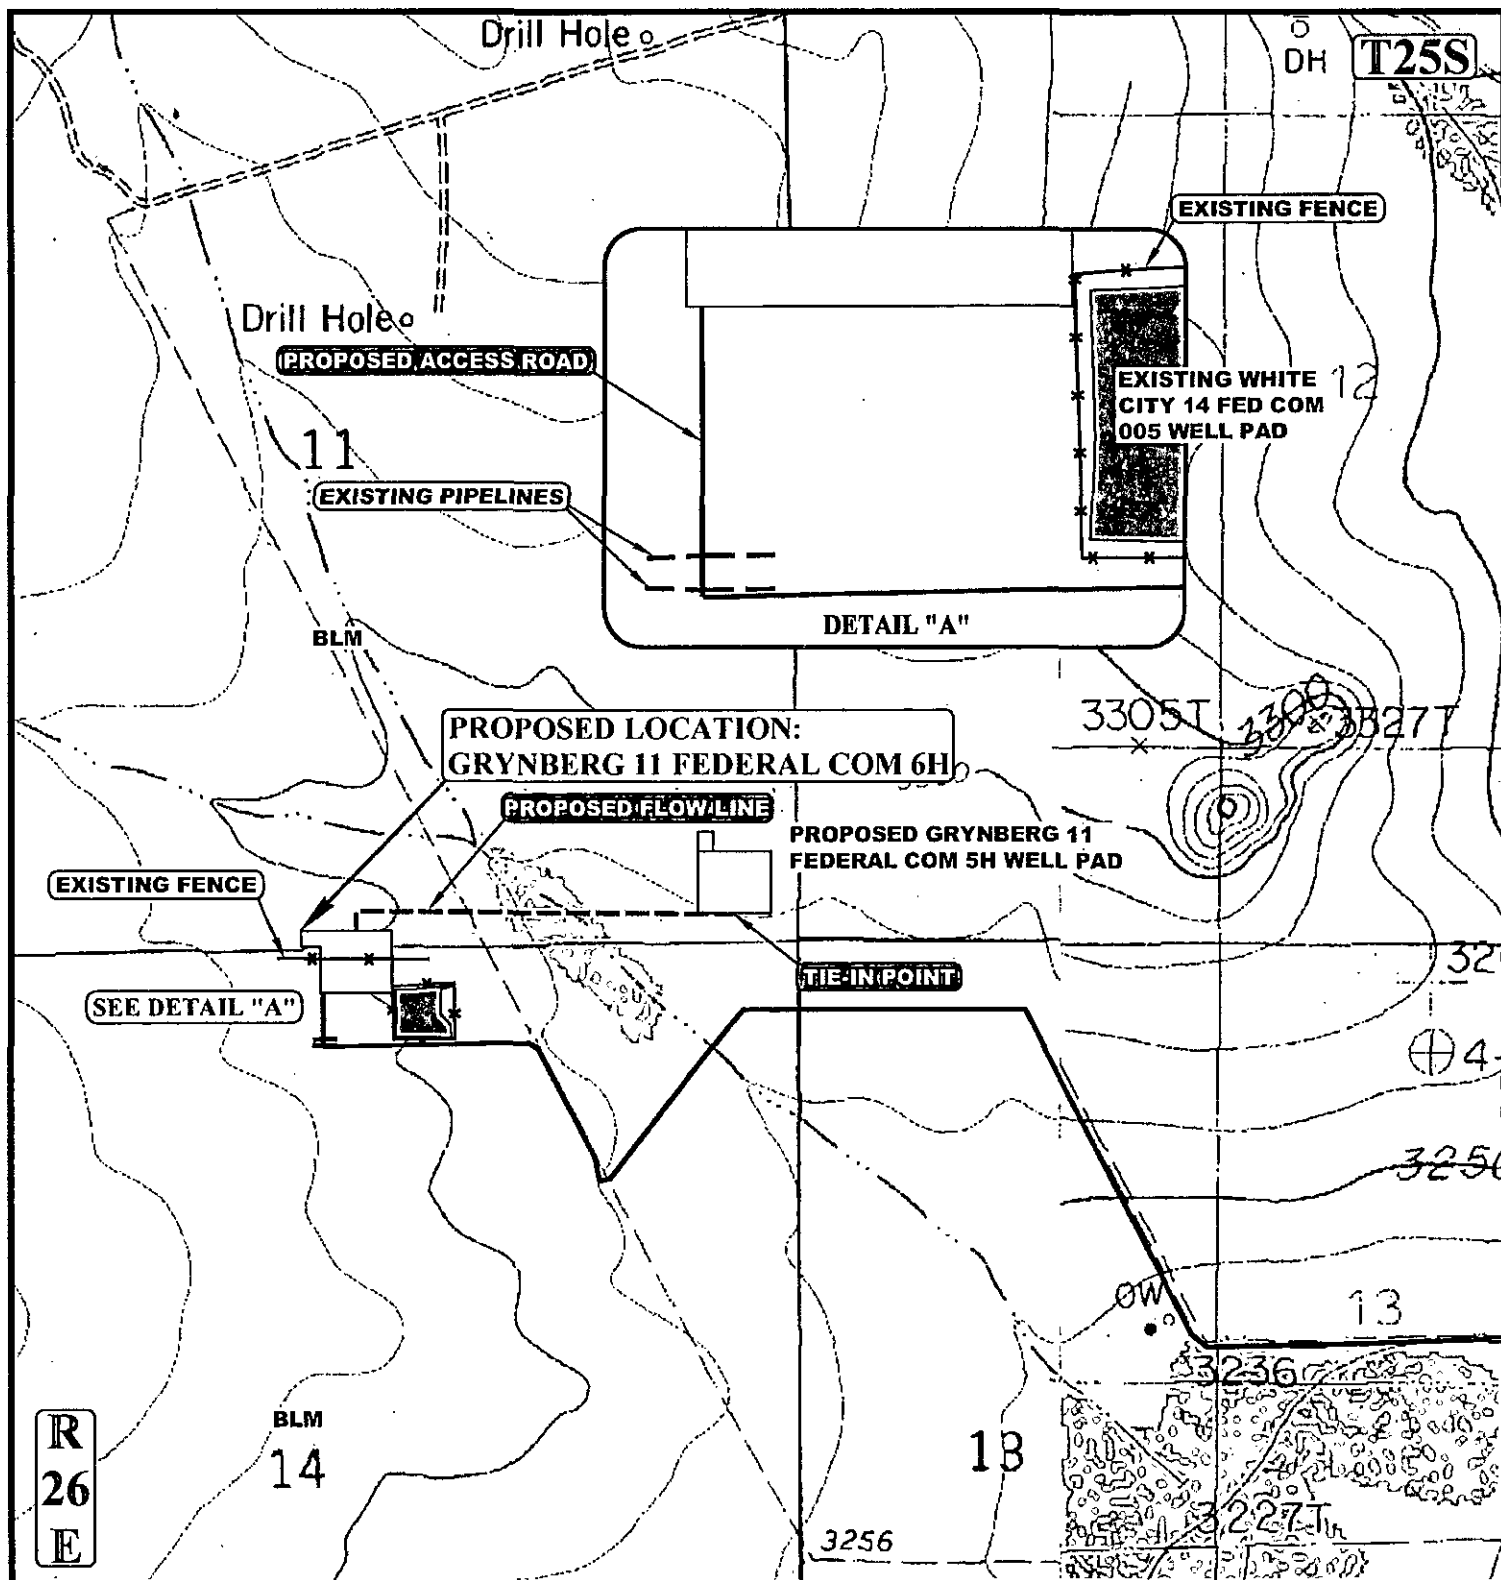 Drill Hole
DH
T25S
EXISTING FENCE
Drill Hole
PROPOSED ACCESS ROAD
EXISTING WHITE
CITY 14 FED COM
005 WELL PAD
12
11
EXISTING PIPELINES
DETAIL "A"
BLM
3305T
3300
3327T
PROPOSED LOCATION:
GRYNBERG 11 FEDERAL COM 6H
PROPOSED FLOW LINE
PROPOSED GRYNBERG 11
FEDERAL COM 5H WELL PAD
EXISTING FENCE
TIE-IN POINT
SEE DETAIL "A"
OW
13
3236
BLM
14
13
R
26
E
3227T
3256